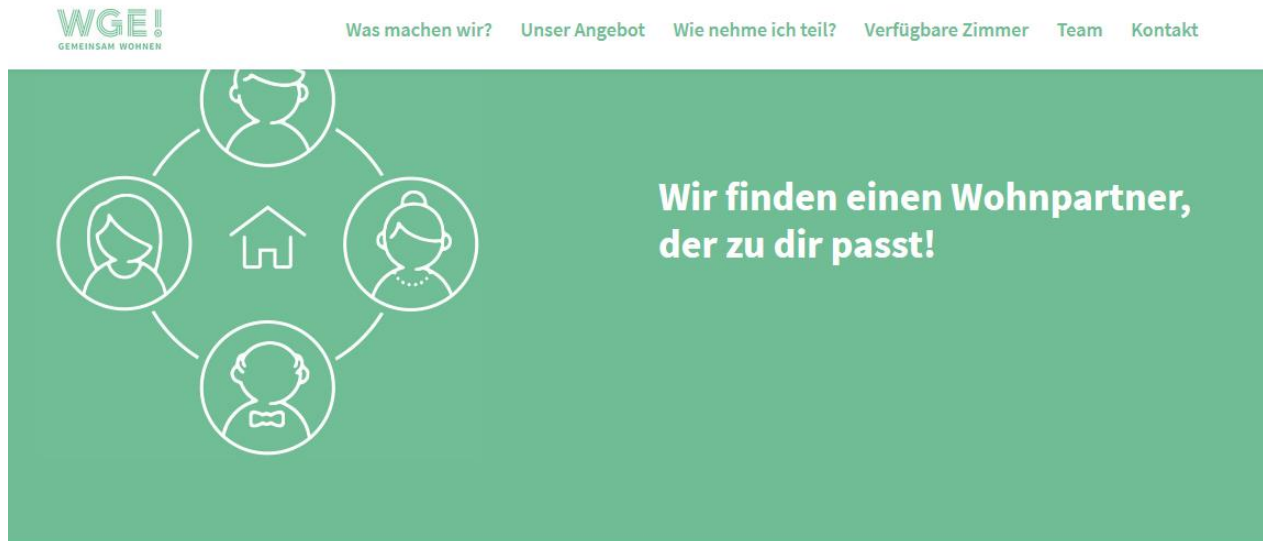 WGE!
GEMEINSAM WOHNEN
Was machen wir? Unser Angebot Wie nehme ich teil? Verfügbare Zimmer Team Kontakt
Wir finden einen Wohnpartner,
der zu dir passt!